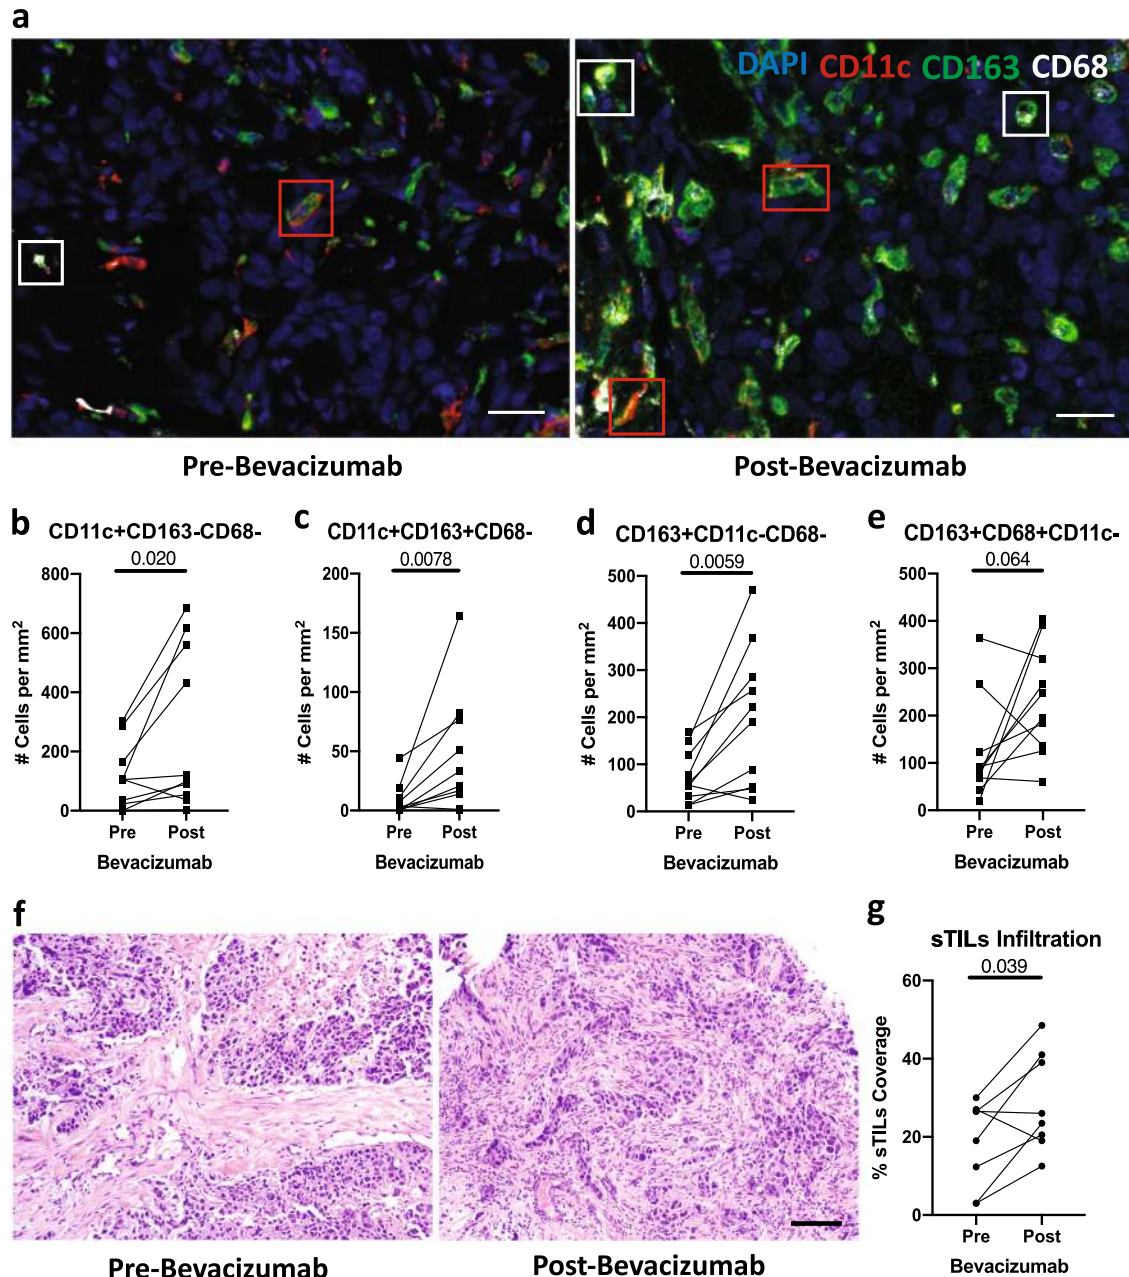 a
DAPI CD11c CD163 CD68
Pre-Bevacizumab
Post-Bevacizumab
b
CD11c+CD163-CD68-
0.020
# Cells per mm²
800
600
400
200
0
Pre
Post
Bevacizumab
c
CD11c+CD163+CD68-
0.0078
# Cells per mm²
200
150
100
50
0
Pre
Post
Bevacizumab
d
CD163+CD11c-CD68-
0.0059
# Cells per mm²
500
400
300
200
100
0
Pre
Post
Bevacizumab
e
CD163+CD68+CD11c-
0.064
# Cells per mm²
500
400
300
200
100
0
Pre
Post
Bevacizumab
f
Pre-Bevacizumab
Post-Bevacizumab
g
sTILs Infiltration
0.039
% sTILs Coverage
60
40
20
0
Pre
Post
Bevacizumab